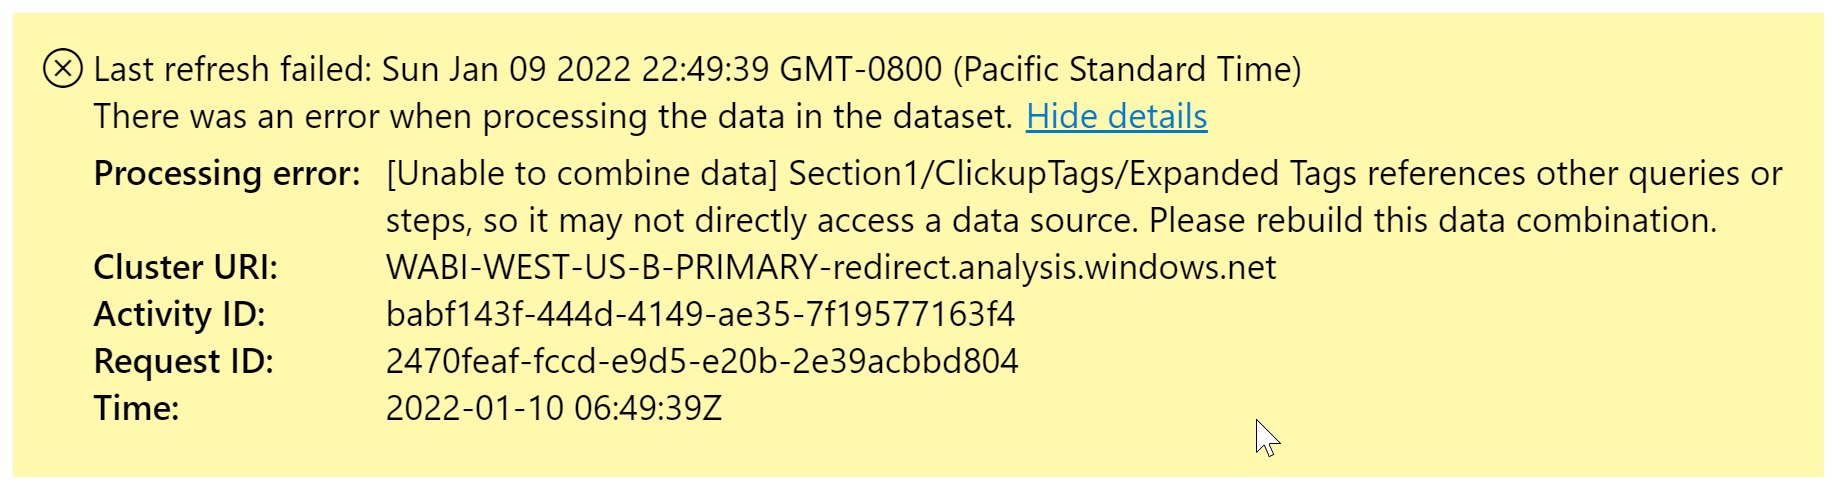 Last refresh failed: Sun Jan 09 2022 22:49:39 GMT-0800 (Pacific Standard Time)
There was an error when processing the data in the dataset. Hide details
Processing error: [Unable to combine data] Section1/ClickupTags/Expanded Tags references other queries or
steps, so it may not directly access a data source. Please rebuild this data combination.
Cluster URI: WABI-WEST-US-B-PRIMARY-redirect.analysis.windows.net
Activity ID: babf143f-444d-4149-ae35-7f19577163f4
Request ID: 2470feaf-fccd-e9d5-e20b-2e39acbbd804
Time: 2022-01-10 06:49:39Z